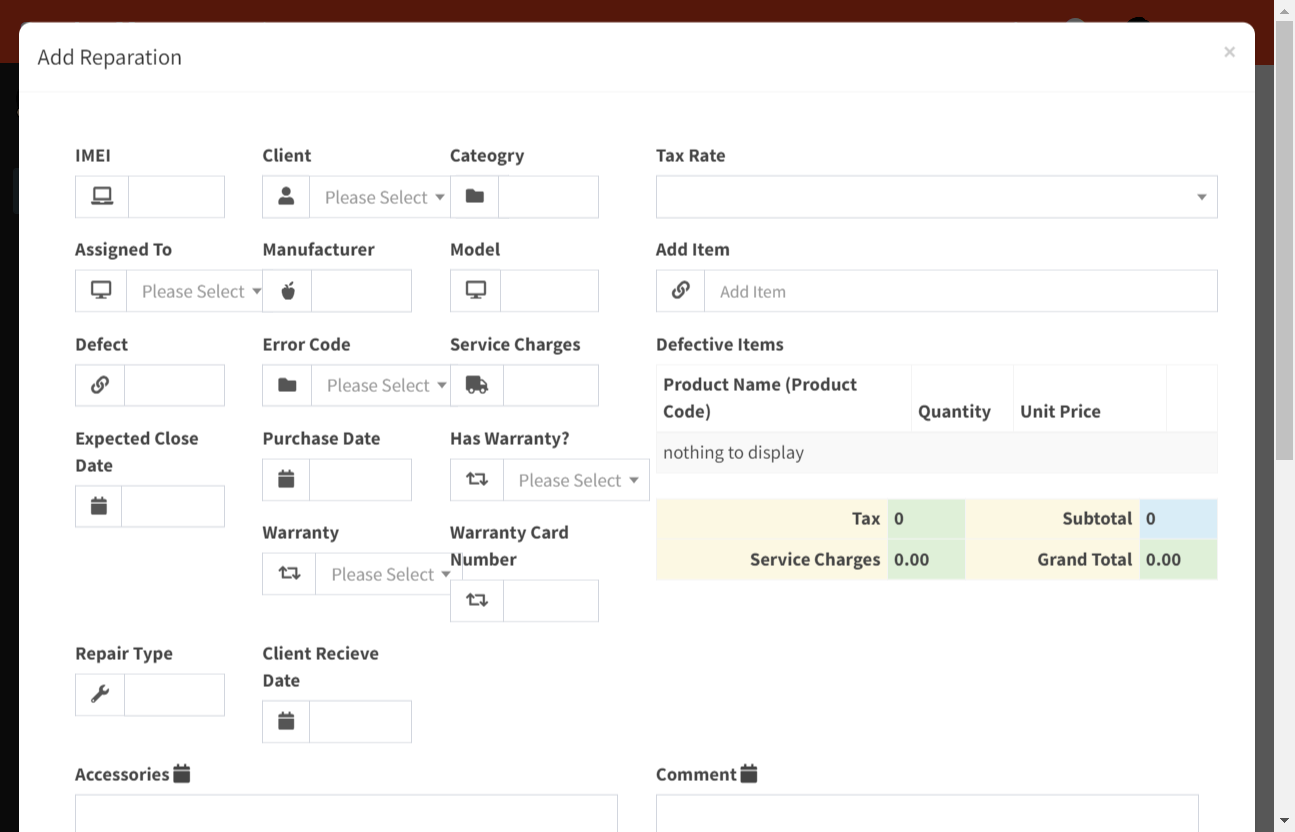 Add Reparation
×
IMEI
Client
Cateogry
Tax Rate
Please Select
Assigned To
Manufacturer
Model
Add Item
Please Select
Add Item
Defect
Error Code
Service Charges
Defective Items
Please Select
Product Name (Product
Code)
Quantity
Unit Price
nothing to display
Expected Close
Date
Purchase Date
Has Warranty?
Please Select
Tax 0 Subtotal 0
Service Charges 0.00 Grand Total 0.00
Warranty
Warranty Card
Number
Please Select
Repair Type
Client Recieve
Date
Accessories
Comment